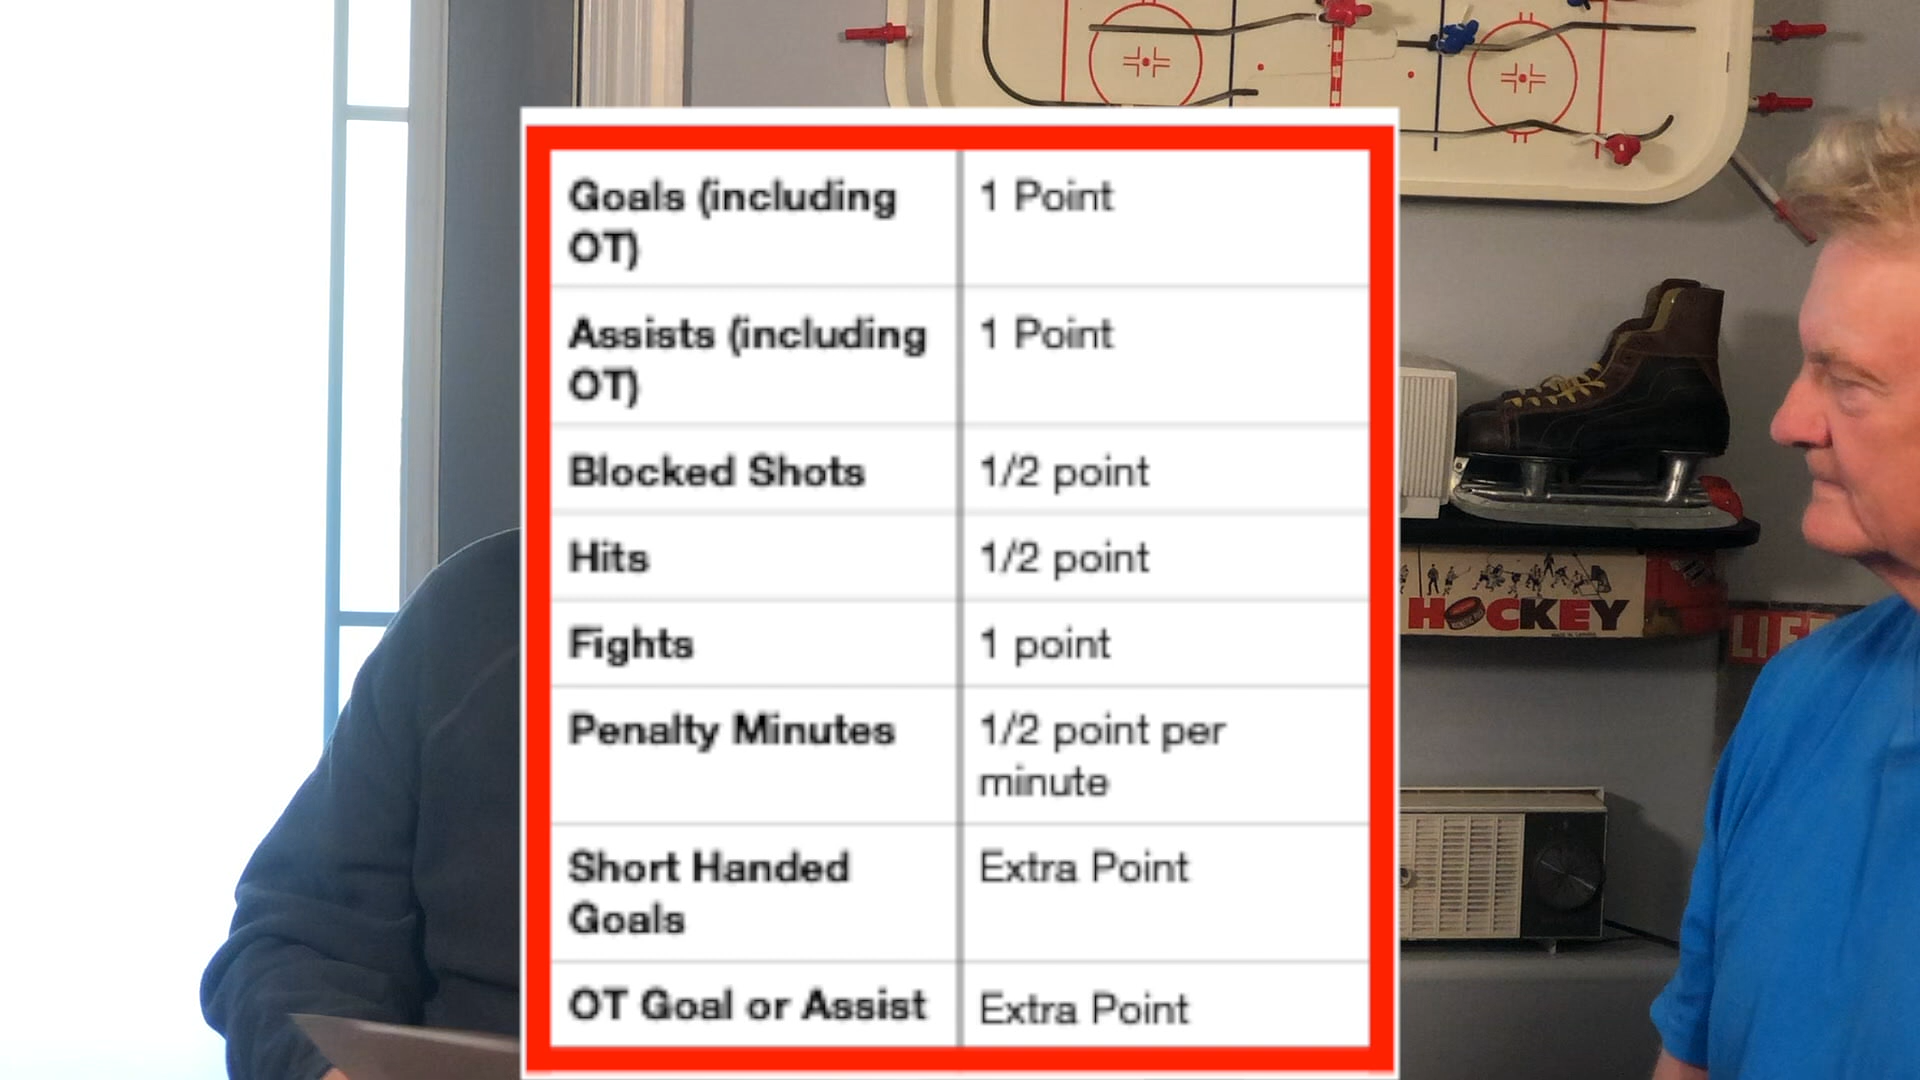 Goals (including
OT)
1 Point
Assists (including
OT)
1 Point
Blocked Shots
1/2 point
Hits
1/2 point
Fights
1 point
Penalty Minutes
1/2 point per
minute
Short Handed
Goals
Extra Point
OT Goal or Assist
Extra Point
HOCKEY